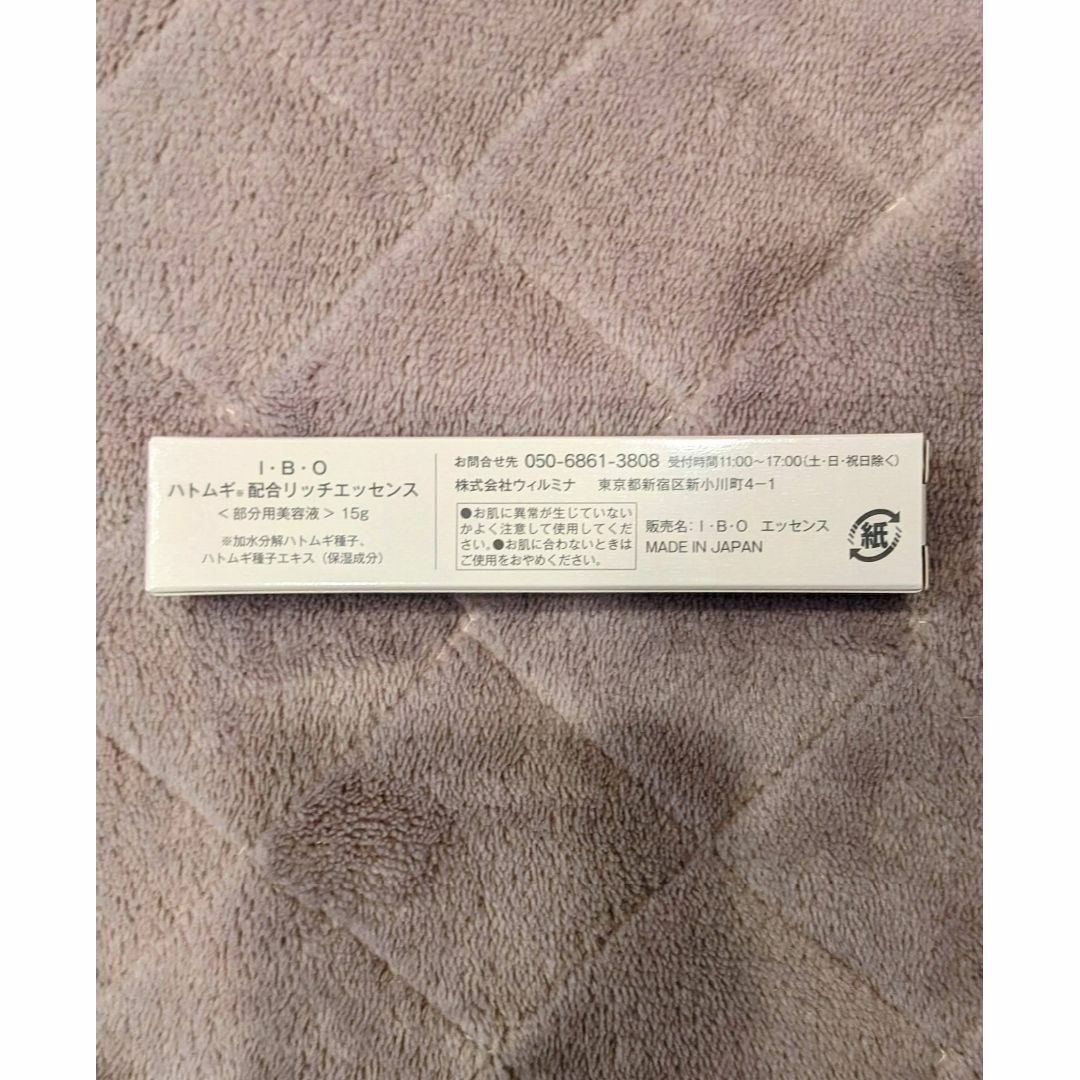 I・B・O
ハトムギ※配合リッチエッセンス
＜部分用美容液＞15g
※加水分解ハトムギ種子、
ハトムギ種子エキス（保湿成分）
お問合せ先 050-6861-3808 受付時間11:00～17:00（土・日・祝日除く）
株式会社ウィルミナ 東京都新宿区新小川町4−1
●お肌に異常が生じていない
かよく注意して使用してくだ
さい。●お肌に合わないときは
ご使用をおやめください。
販売名：I・B・O エッセンス
MADE IN JAPAN
紙